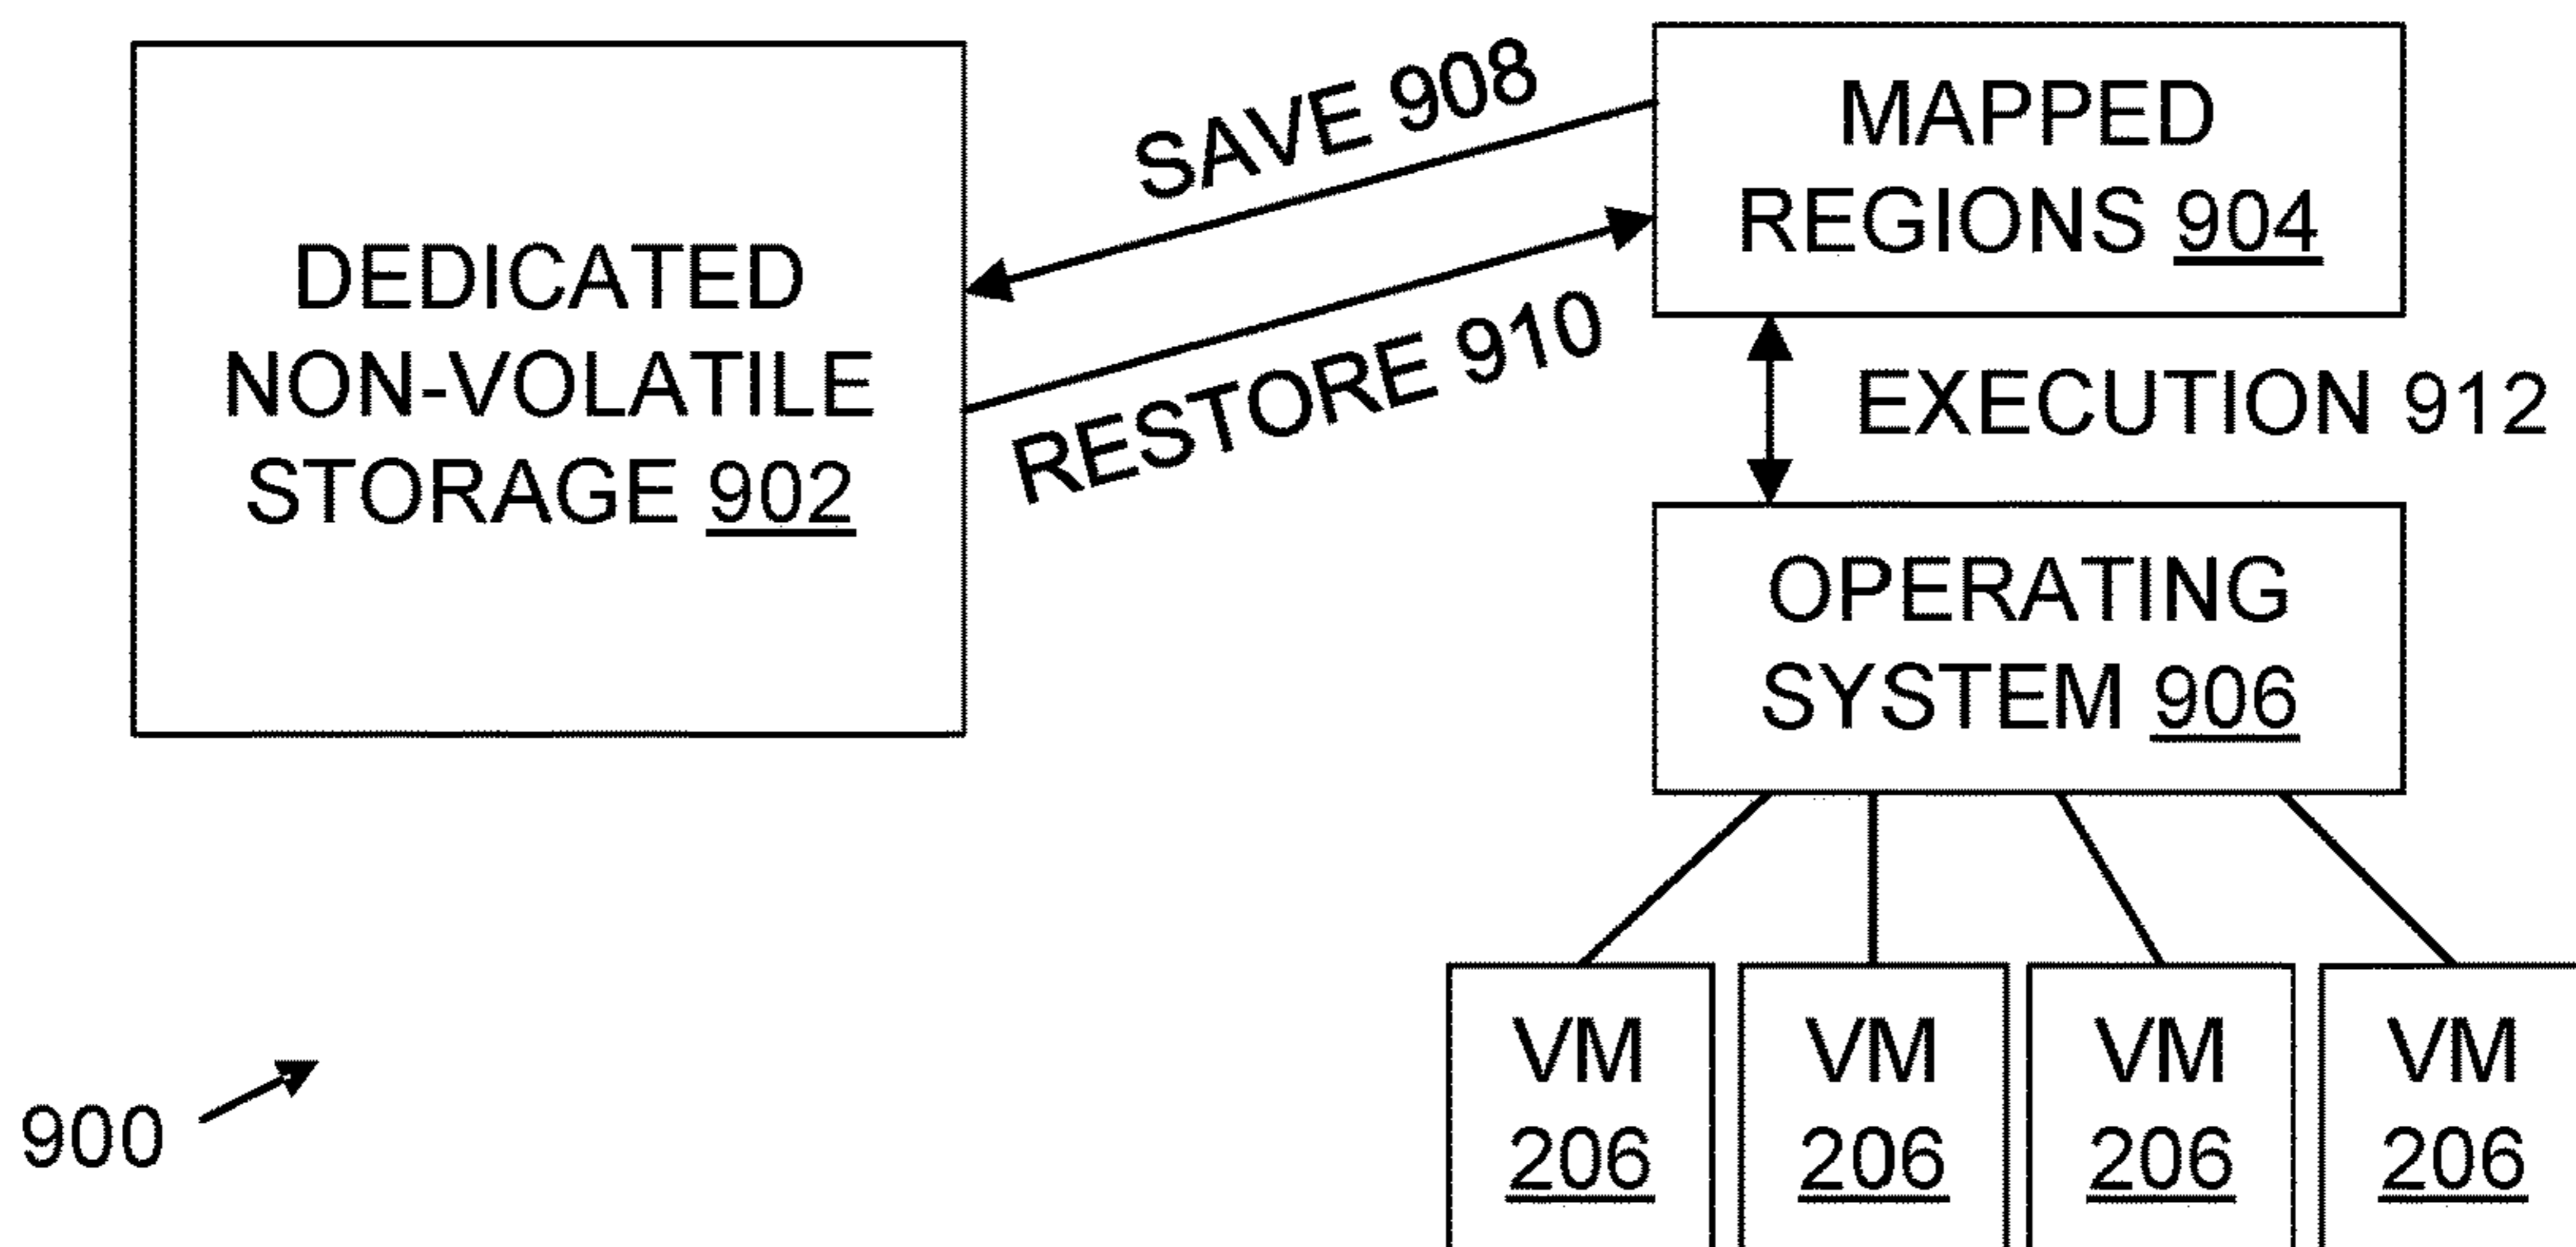 DEDICATED
NON-VOLATILE
STORAGE 902
SAVE 908
RESTORE 910
MAPPED
REGIONS 904
EXECUTION 912
OPERATING
SYSTEM 906
VM
206
VM
206
VM
206
VM
206
900